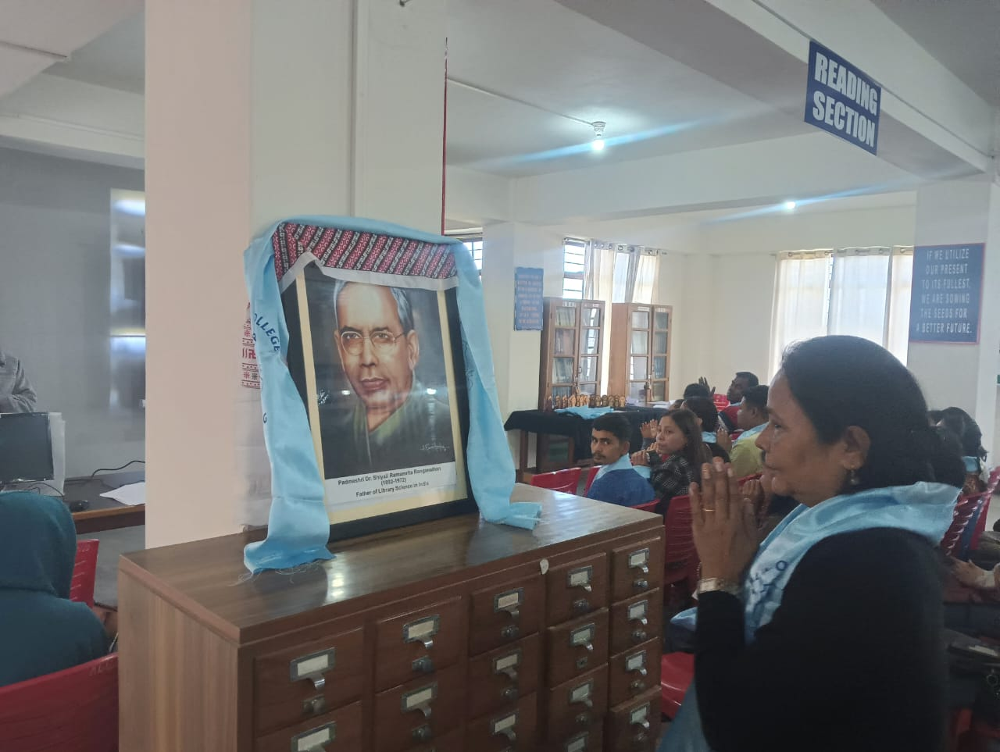 READING
SECTION
IF WE UTILIZE
OUR PRESENT
TO ITS FULLEST,
WE ARE SOWING
THE SEEDS FOR
A BETTER FUTURE.
COLLEGE
Padmashri Dr. Shiyali Ramamrita Ranganathan
(1892-1972)
Father of Library Science in India